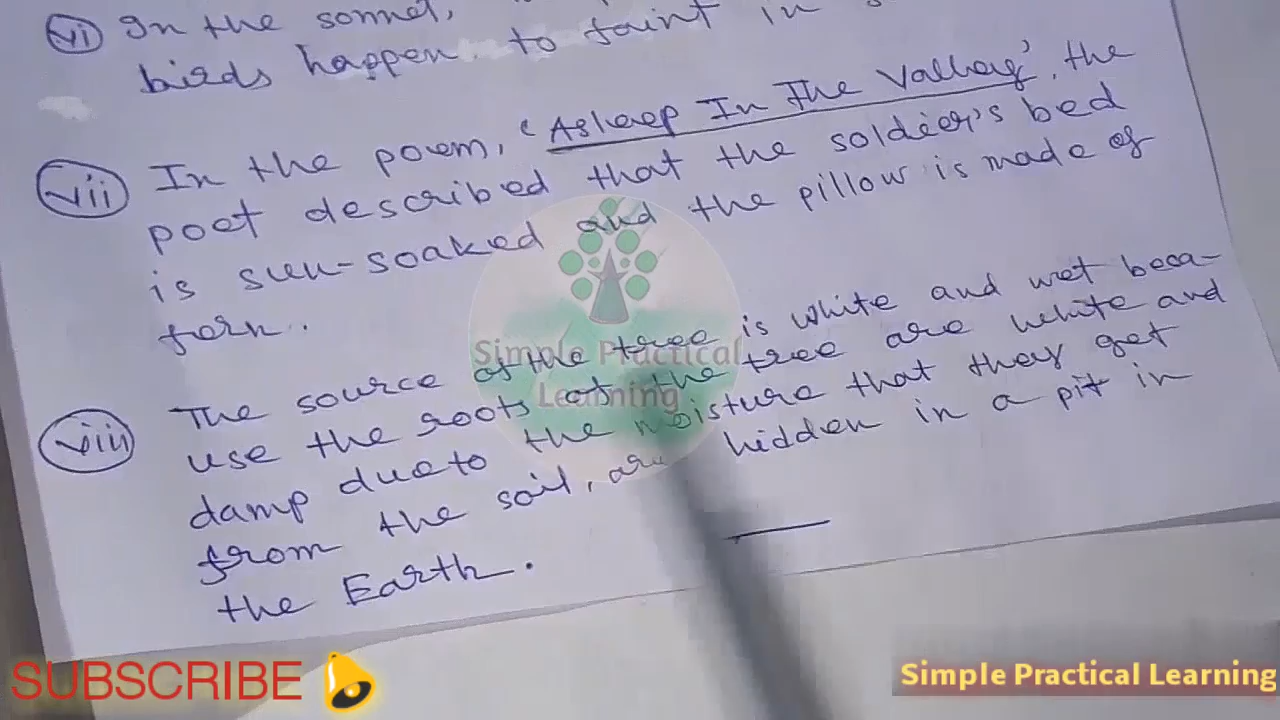 (vi) In the sonnet,
birds happen to faint in
(vii) In the poem, 'Asleep In The Valley', the
poet described that the soldier's bed
is sun-soaked and the pillow is made of
fern.
(viii) The source of the tree is white and wet beca-
use the roots of the tree are white and
damp due to the moisture that they get
from the soil, are hidden in a pit in
the Earth.
Simple Practical
Learning
SUBSCRIBE
Simple Practical Learning